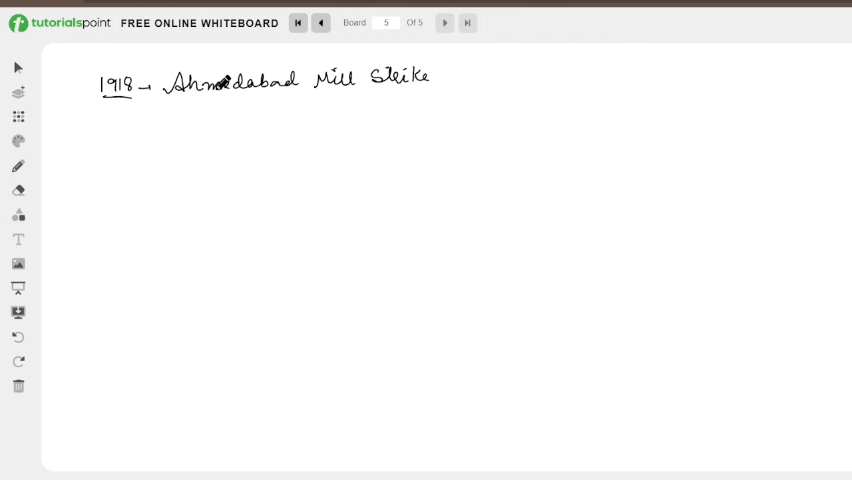 tutorialspoint FREE ONLINE WHITEBOARD Board 5 Of 5
1918 → Ahmedabad Mill Strike